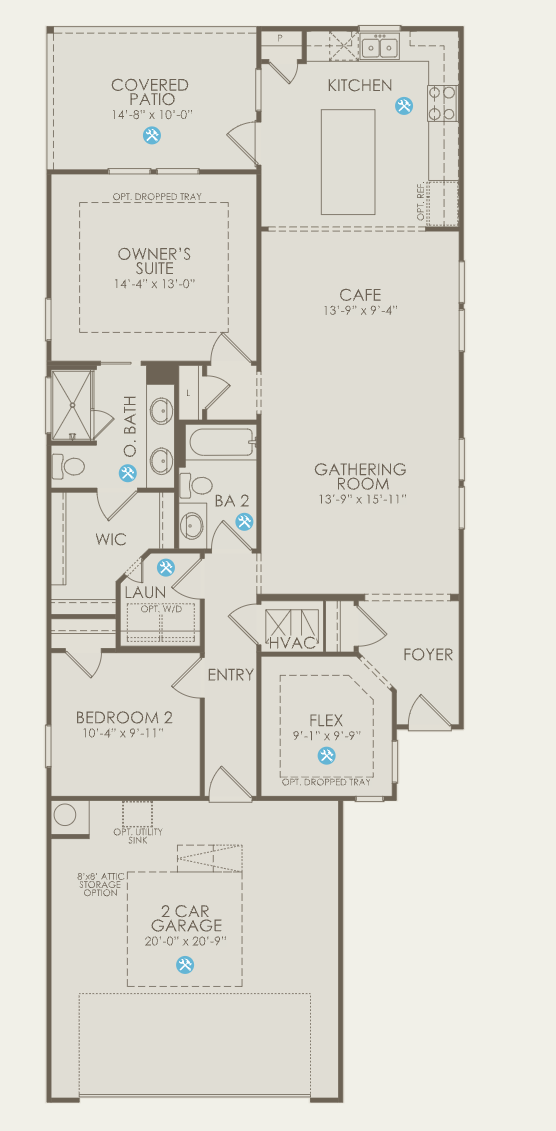 P
COVERED
PATIO
14'-8" x 10'-0"
KITCHEN
OPT. REF.
OPT. DROPPED TRAY
OWNER'S
SUITE
14'-4" x 13'-0"
CAFE
13'-9" x 9'-4"
L
O. BATH
GATHERING
ROOM
13'-9" x 15'-11"
BA 2
WIC
LAUN
OPT. W/D
HVAC
FOYER
ENTRY
BEDROOM 2
10'-4" x 9'-11"
FLEX
9'-1" x 9'-9"
OPT. DROPPED TRAY
OPT. UTILITY
SINK
8'x8' ATTIC
STORAGE
OPTION
2 CAR
GARAGE
20'-0" x 20'-9"